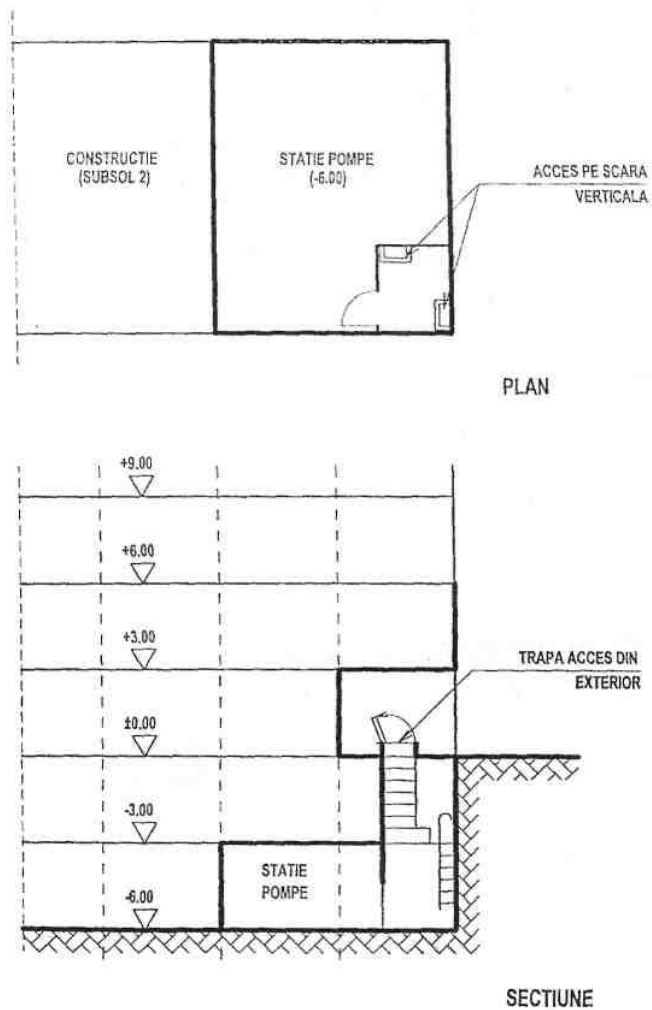 CONSTRUCTIE
(SUBSOL 2)
STATIE POMPE
(-6.00)
ACCES PE SCARA
VERTICALA
PLAN
+9.00
+6.00
+3.00
TRAPA ACCES DIN
EXTERIOR
±0.00
-3.00
STATIE
POMPE
-6.00
SECTIUNE